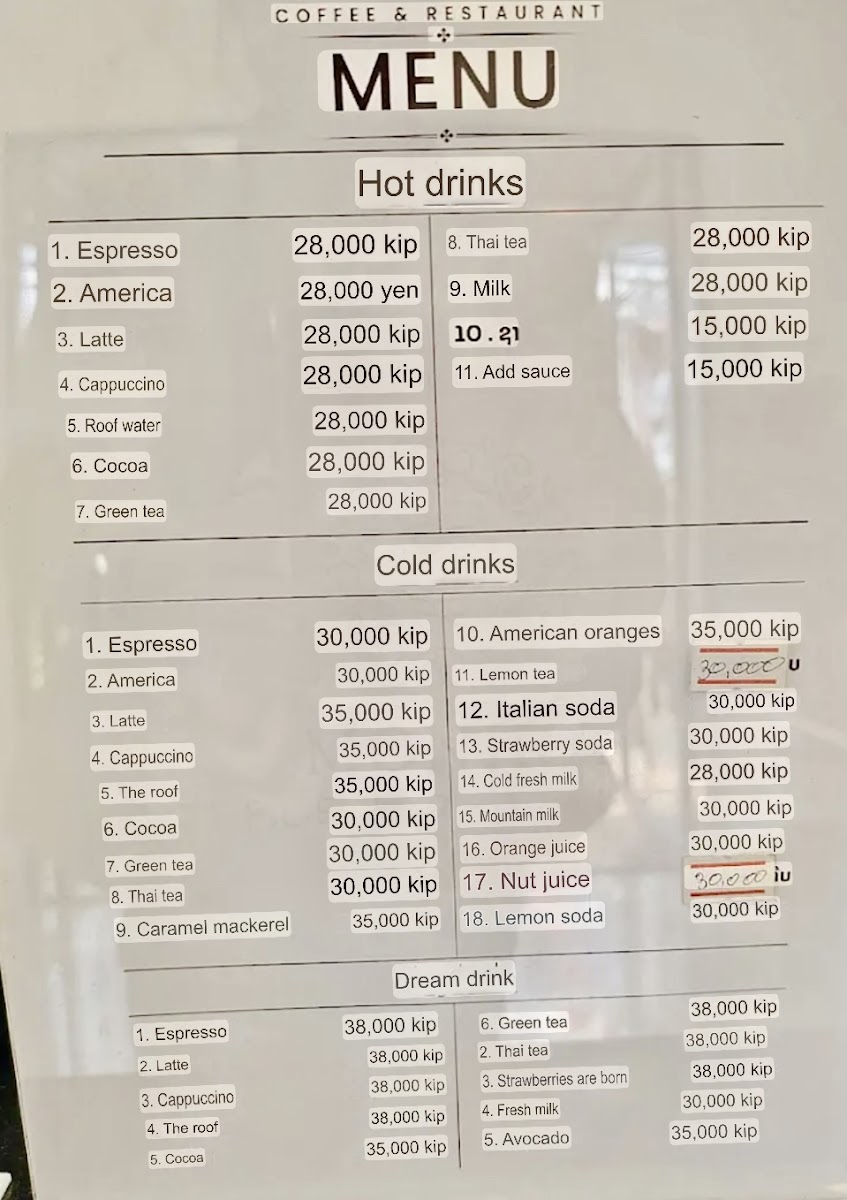 COFFEE & RESTAURANT
MENU
Hot drinks
1. Espresso 28,000 kip
2. America 28,000 yen
3. Latte 28,000 kip
4. Cappuccino 28,000 kip
5. Roof water 28,000 kip
6. Cocoa 28,000 kip
7. Green tea 28,000 kip
8. Thai tea 28,000 kip
9. Milk 28,000 kip
10 . ຊາ 15,000 kip
11. Add sauce 15,000 kip
Cold drinks
1. Espresso 30,000 kip
2. America 30,000 kip
3. Latte 35,000 kip
4. Cappuccino 35,000 kip
5. The roof 35,000 kip
6. Cocoa 30,000 kip
7. Green tea 30,000 kip
8. Thai tea 30,000 kip
9. Caramel mackerel 35,000 kip
10. American oranges 35,000 kip
11. Lemon tea 30,000
12. Italian soda 30,000 kip
13. Strawberry soda 30,000 kip
14. Cold fresh milk 28,000 kip
15. Mountain milk 30,000 kip
16. Orange juice 30,000 kip
17. Nut juice 30,000
18. Lemon soda 30,000 kip
Dream drink
1. Espresso 38,000 kip
2. Latte 38,000 kip
3. Cappuccino 38,000 kip
4. The roof 38,000 kip
5. Cocoa 35,000 kip
6. Green tea 38,000 kip
2. Thai tea 38,000 kip
3. Strawberries are born 38,000 kip
4. Fresh milk 30,000 kip
5. Avocado 35,000 kip